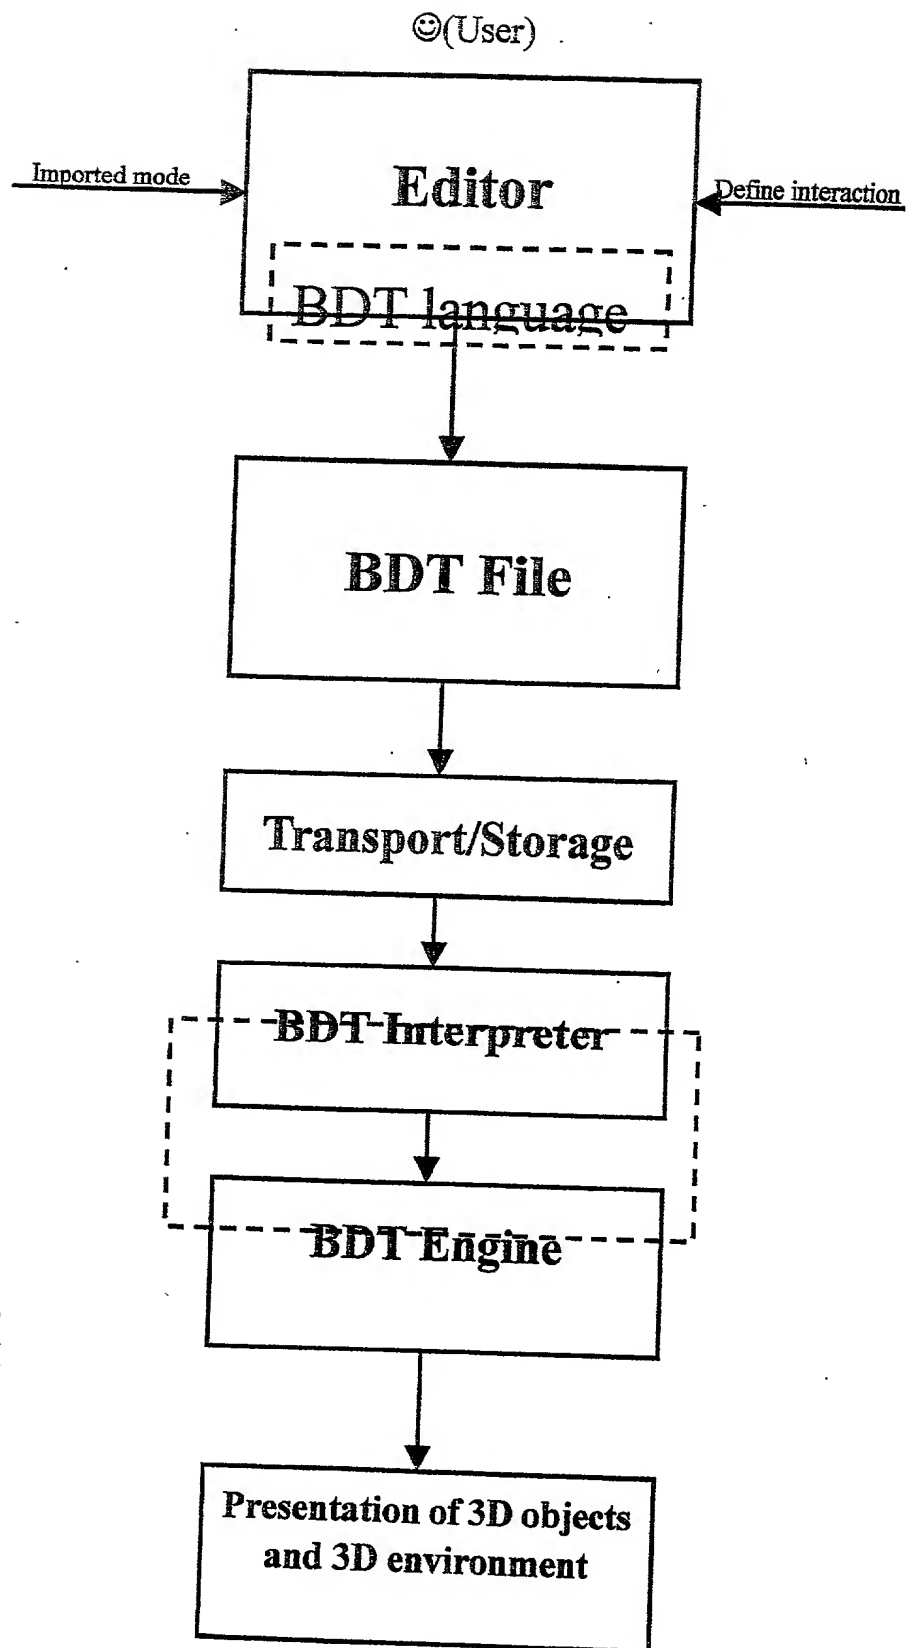 ☺(User)
Imported mode
Editor
Define interaction
BDT language
BDT File
Transport/Storage
BDT Interpreter
BDT Engine
Presentation of 3D objects
and 3D environment